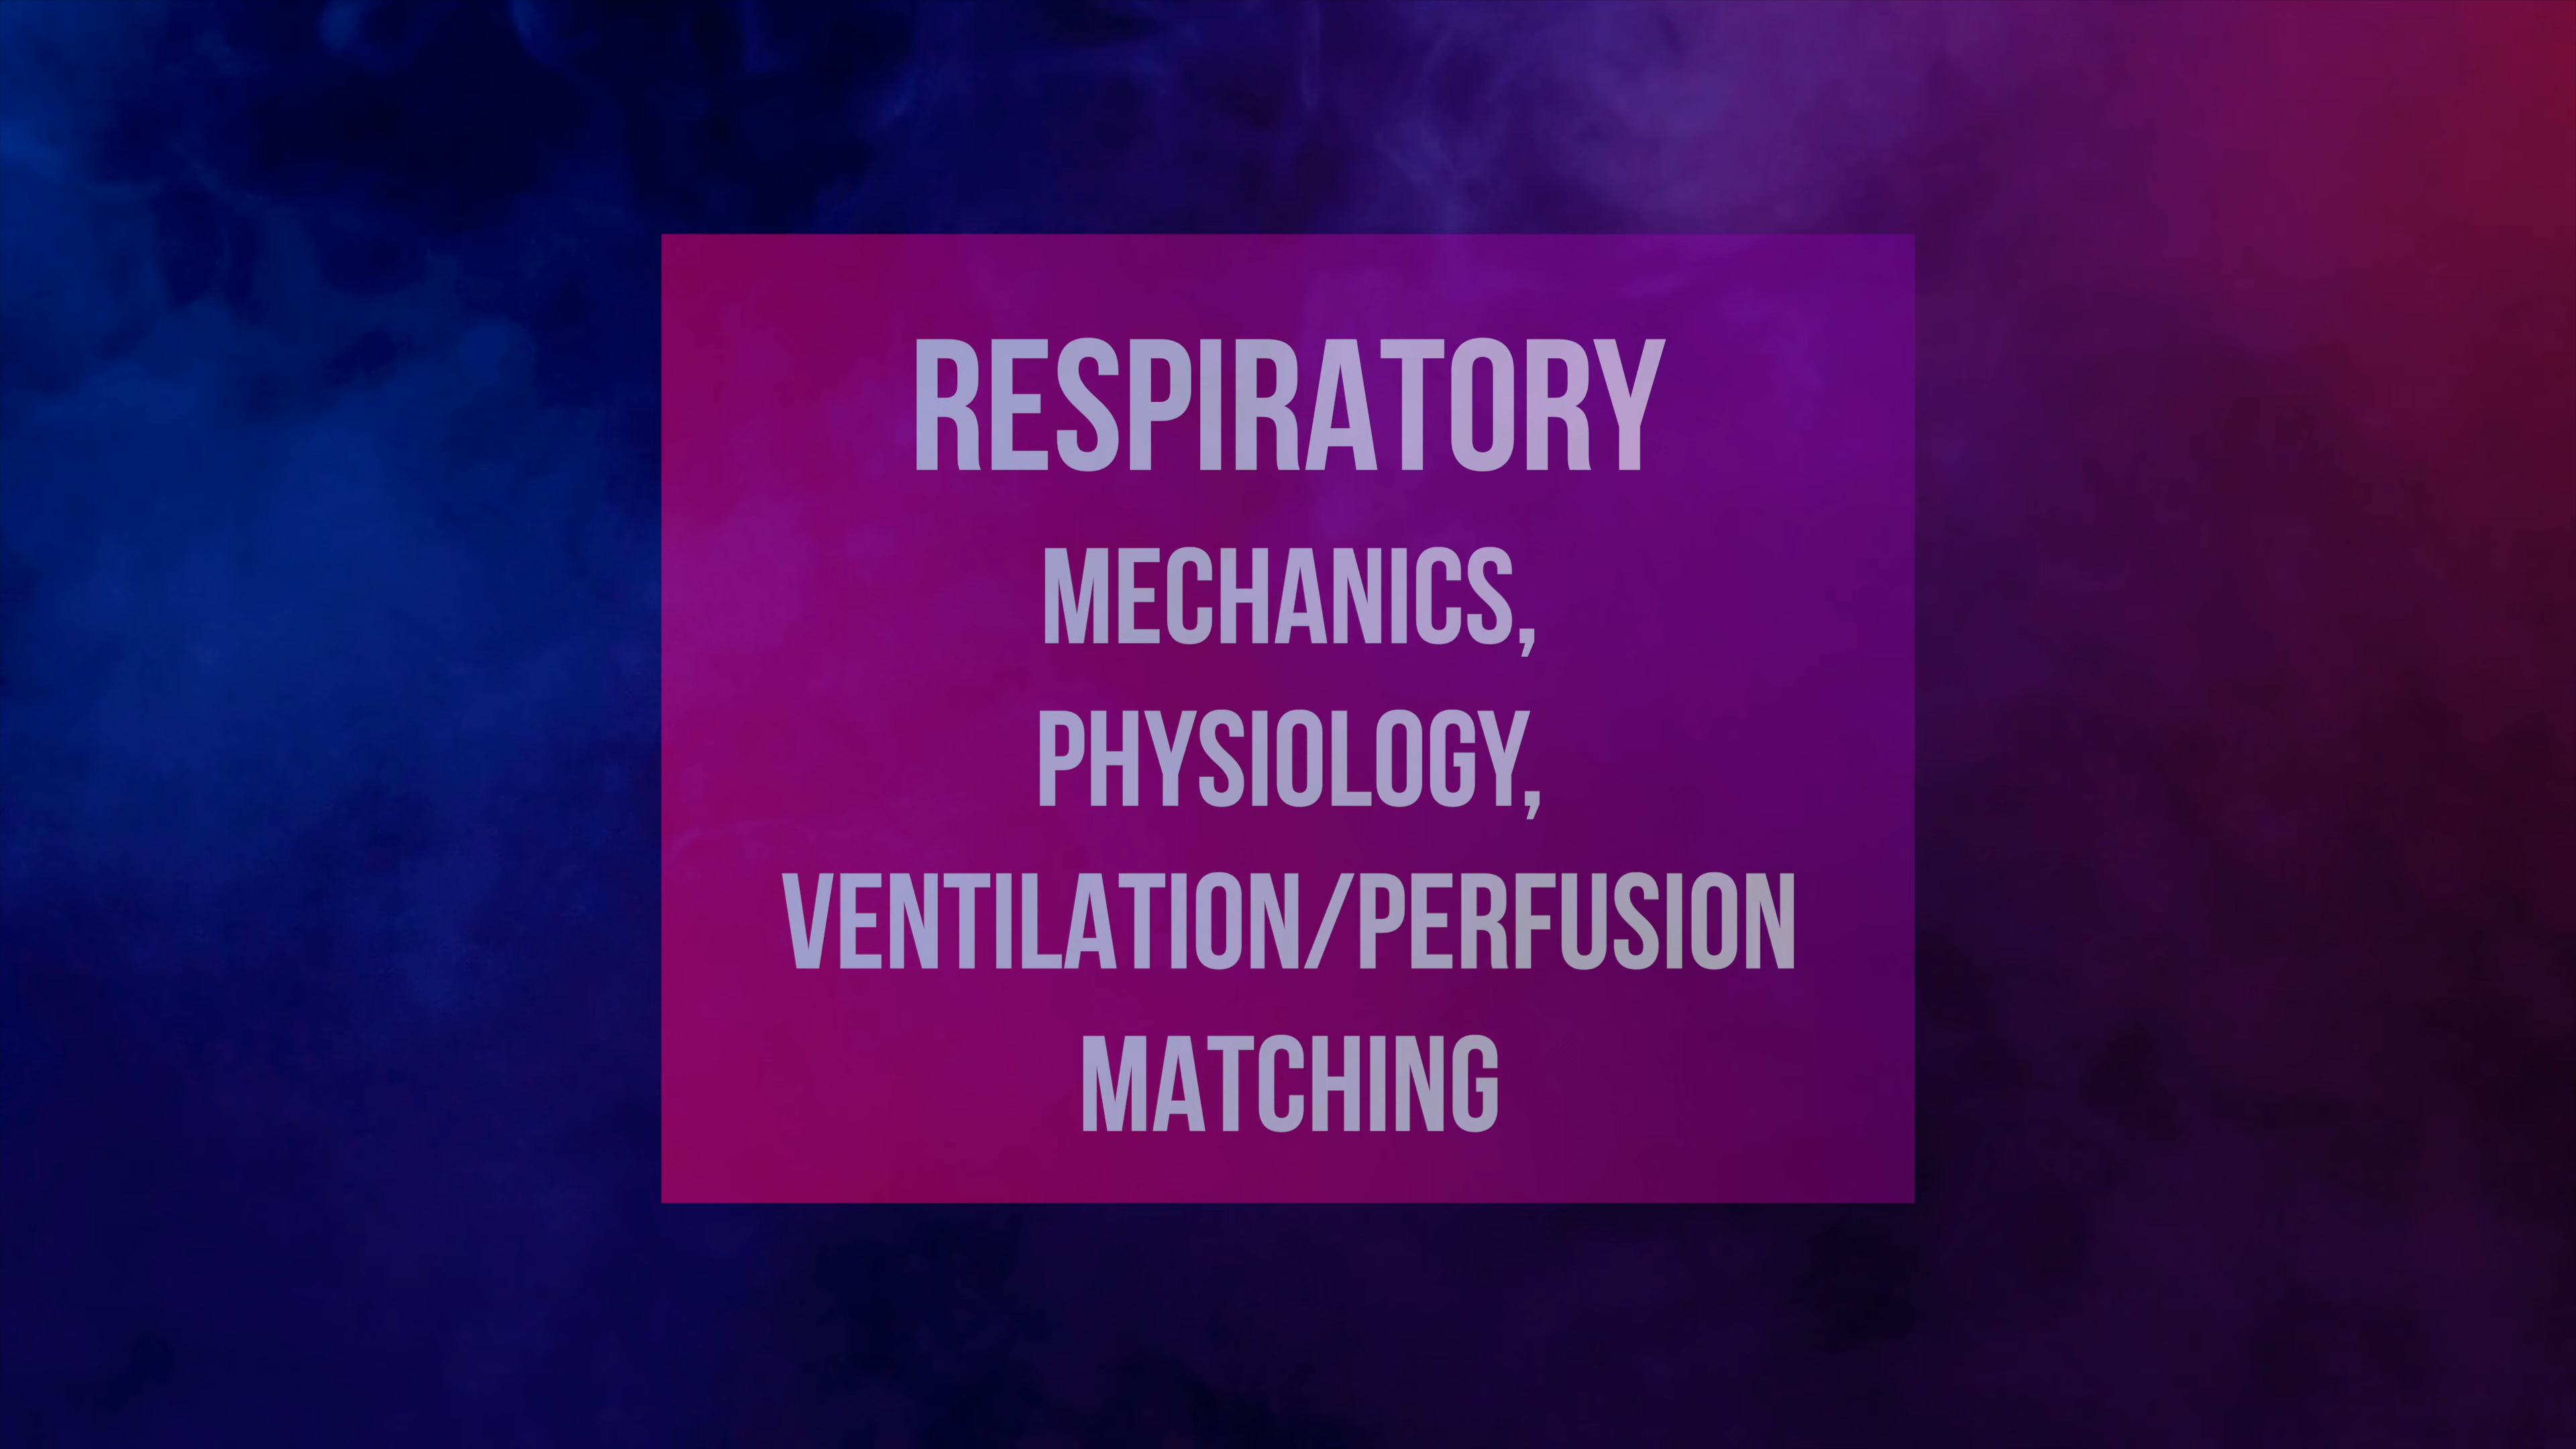 RESPIRATORY
MECHANICS,
PHYSIOLOGY,
VENTILATION/PERFUSION
MATCHING